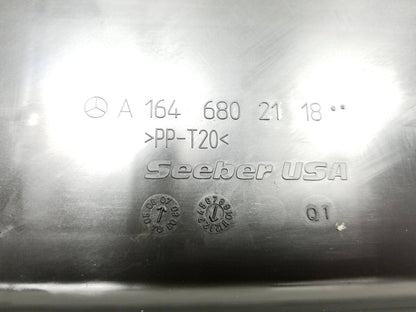 A 164 680 21 18 ••
>PP-T20<
Seeber USA
Q1